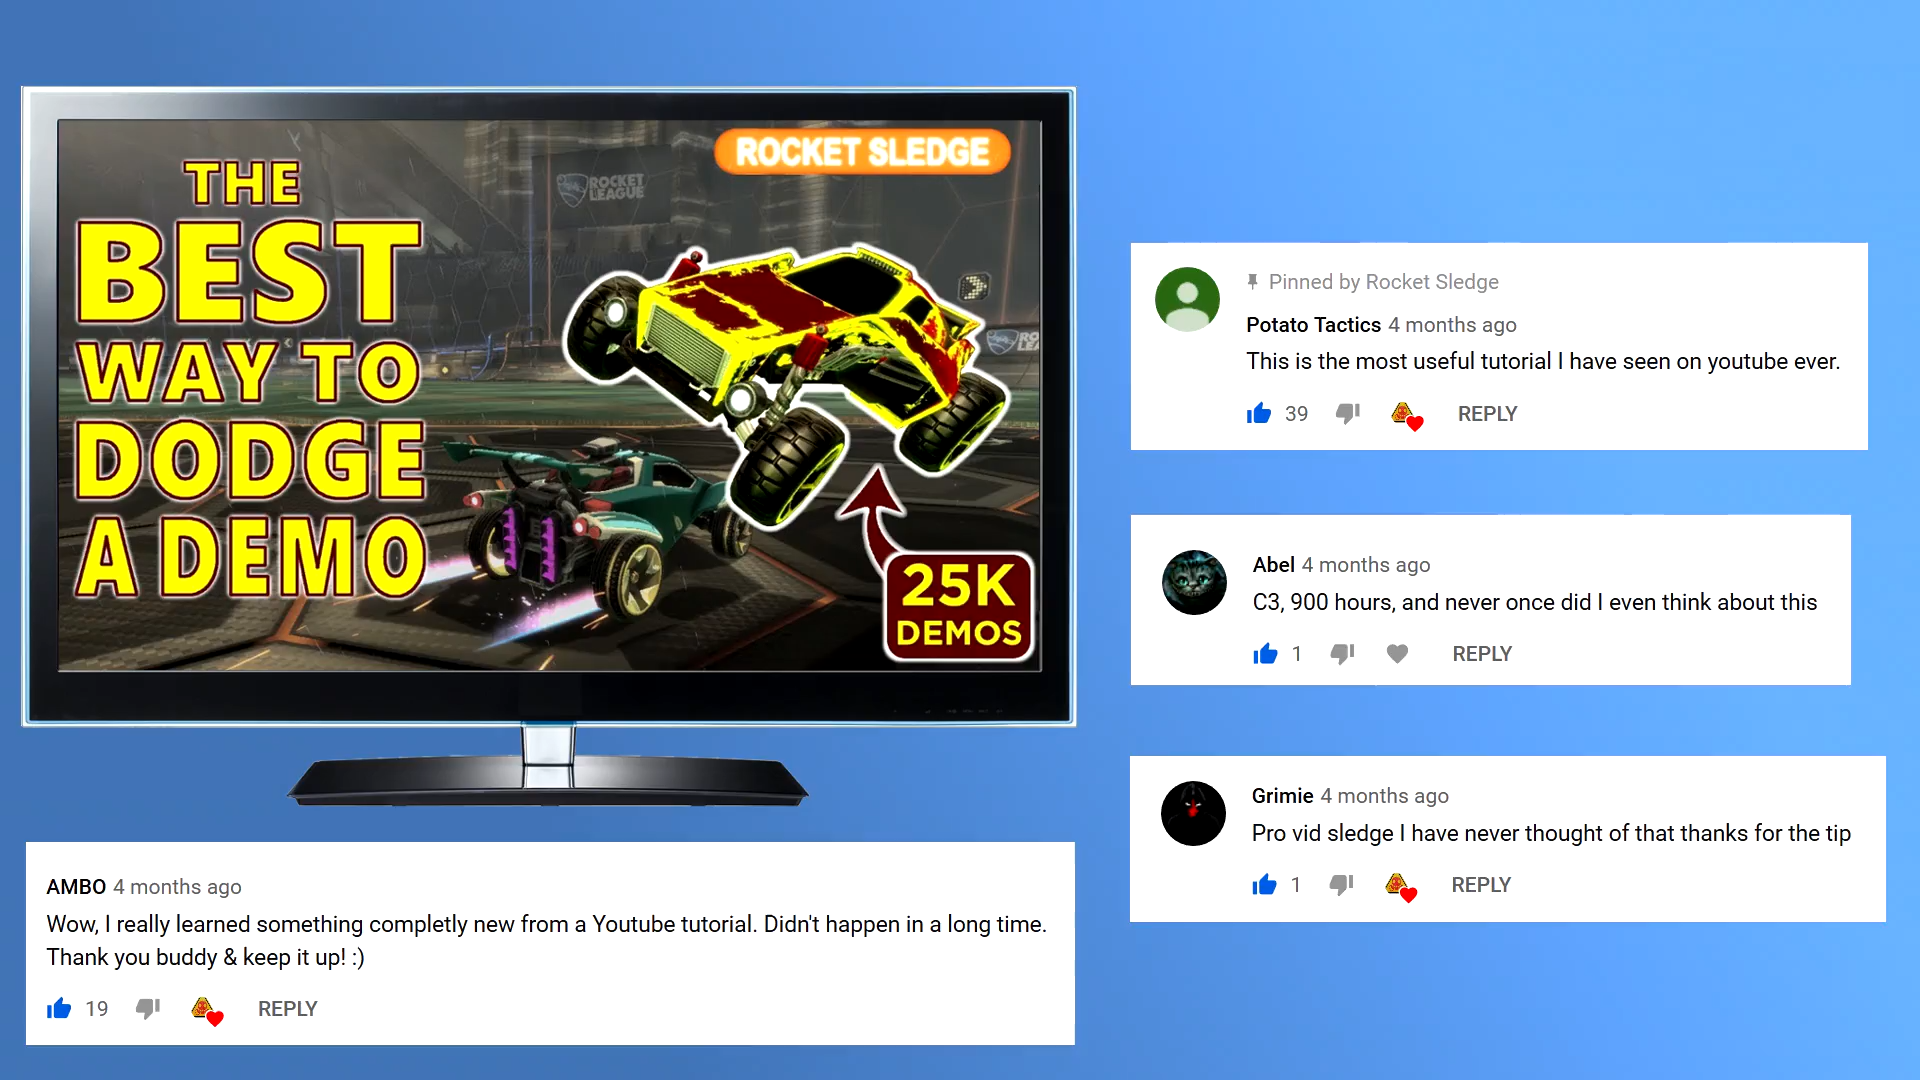 ROCKET SLEDGE
THE
BEST
WAY TO
DODGE
A DEMO
ROCKET
LEAGUE
25K
DEMOS
Pinned by Rocket Sledge
Potato Tactics 4 months ago
This is the most useful tutorial I have seen on youtube ever.
39 REPLY
Abel 4 months ago
C3, 900 hours, and never once did I even think about this
1 REPLY
Grimie 4 months ago
Pro vid sledge I have never thought of that thanks for the tip
1 REPLY
AMBO 4 months ago
Wow, I really learned something completly new from a Youtube tutorial. Didn't happen in a long time.
Thank you buddy & keep it up! :)
19 REPLY